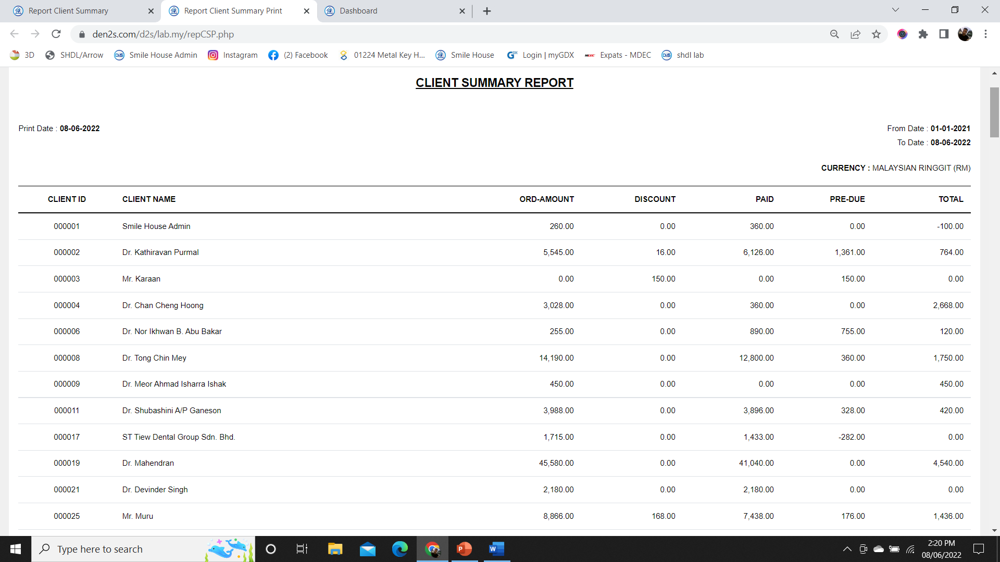 Report Client Summary
Report Client Summary Print
Dashboard
den2s.com/d2s/lab.my/repCSP.php
3D SHDL/Arrow Smile House Admin Instagram (2) Facebook 01224 Metal Key H... Smile House Login | myGDX Expats - MDEC shdl lab
CLIENT SUMMARY REPORT
Print Date : 08-06-2022 From Date : 01-01-2021
To Date : 08-06-2022
CURRENCY : MALAYSIAN RINGGIT (RM)
CLIENT ID CLIENT NAME ORD-AMOUNT DISCOUNT PAID PRE-DUE TOTAL
000001 Smile House Admin 260.00 0.00 360.00 0.00 -100.00
000002 Dr. Kathiravan Purmal 5,545.00 16.00 6,126.00 1,361.00 764.00
000003 Mr. Karaan 0.00 150.00 0.00 150.00 0.00
000004 Dr. Chan Cheng Hoong 3,028.00 0.00 360.00 0.00 2,668.00
000006 Dr. Nor Ikhwan B. Abu Bakar 255.00 0.00 890.00 755.00 120.00
000008 Dr. Tong Chin Mey 14,190.00 0.00 12,800.00 360.00 1,750.00
000009 Dr. Meor Ahmad Isharra Ishak 450.00 0.00 0.00 0.00 450.00
000011 Dr. Shubashini A/P Ganeson 3,988.00 0.00 3,896.00 328.00 420.00
000017 ST Tiew Dental Group Sdn. Bhd. 1,715.00 0.00 1,433.00 -282.00 0.00
000019 Dr. Mahendran 45,580.00 0.00 41,040.00 0.00 4,540.00
000021 Dr. Devinder Singh 2,180.00 0.00 2,180.00 0.00 0.00
000025 Mr. Muru 8,866.00 168.00 7,438.00 176.00 1,436.00
Type here to search
2:20 PM
08/06/2022